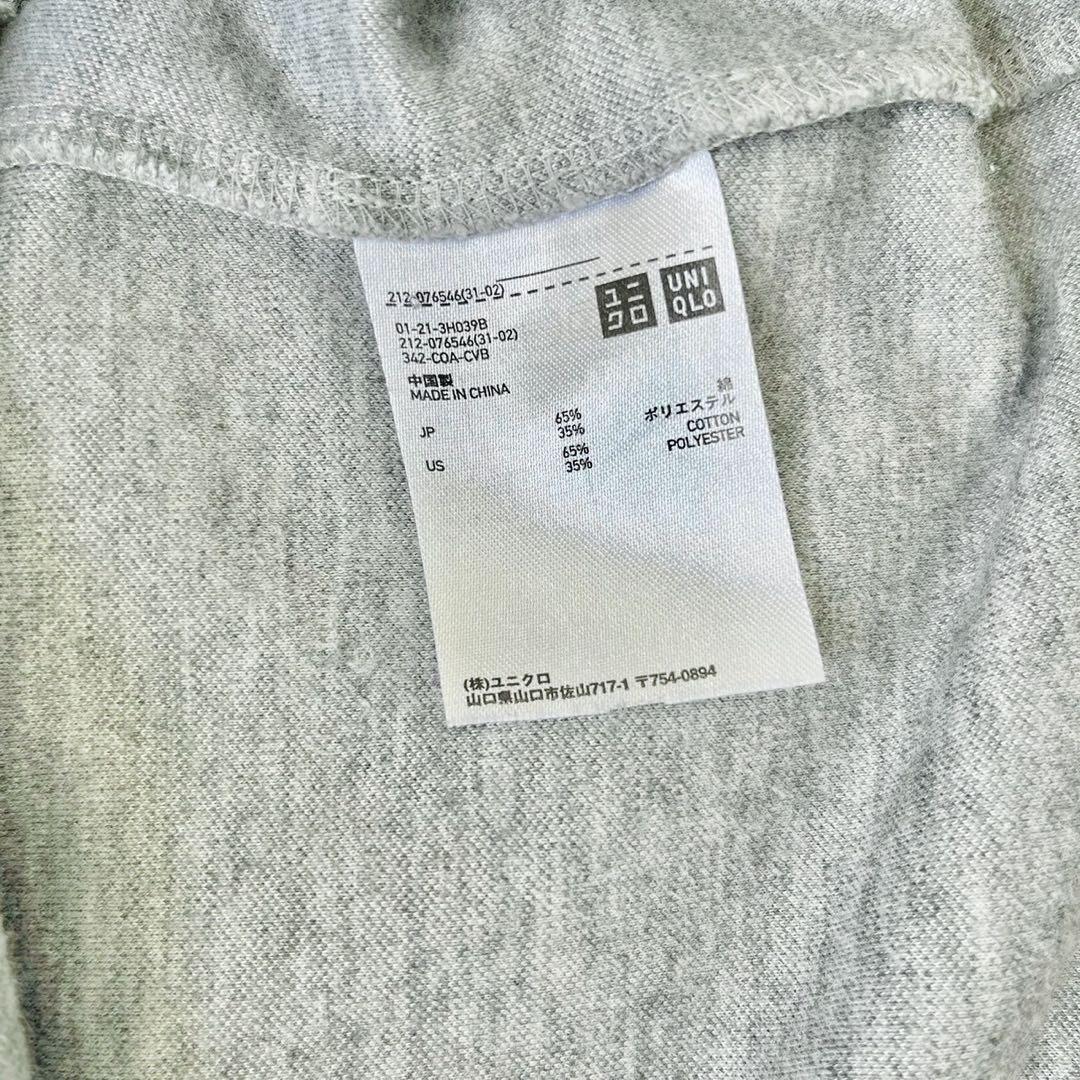 212-076546(31-02)
ユニ
クロ
UNI
QLO
01-21-3H039B
212-076546(31-02)
342-COA-CVB
中国製
MADE IN CHINA
JP 65% 綿
35% ポリエステル
US 65% COTTON
35% POLYESTER
(株)ユニクロ
山口県山口市佐山717-1 〒754-0894